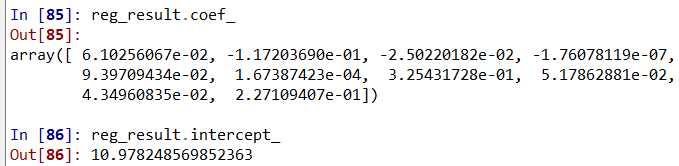 In [85]: reg_result.coef_
Out[85]:
array([ 6.10256067e-02, -1.17203690e-01, -2.50220182e-02, -1.76078119e-07,
9.39709434e-02, 1.67387423e-04, 3.25431728e-01, 5.17862881e-02,
4.34960835e-02, 2.27109407e-01])
In [86]: reg_result.intercept_
Out[86]: 10.978248569852363